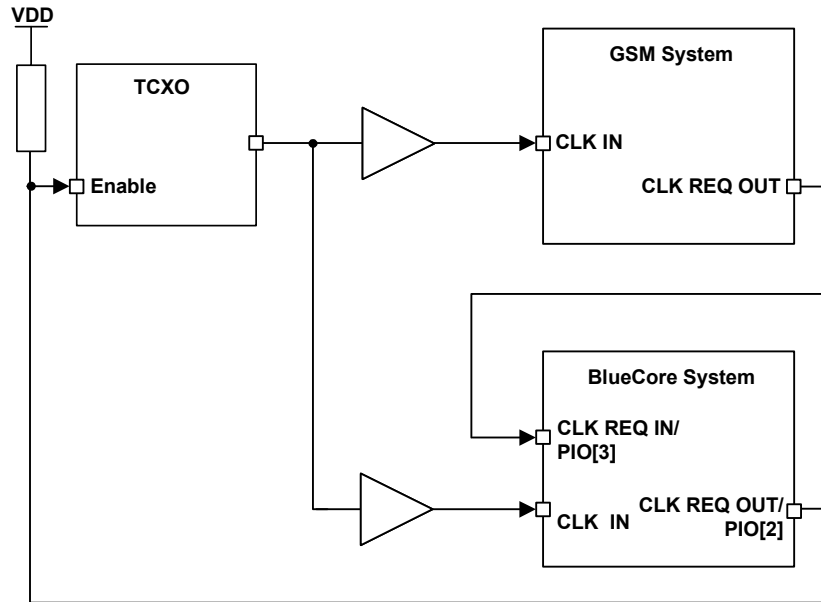 VDD
TCXO
Enable
GSM System
CLK IN
CLK REQ OUT
BlueCore System
CLK REQ IN/
PIO[3]
CLK IN
CLK REQ OUT/
PIO[2]